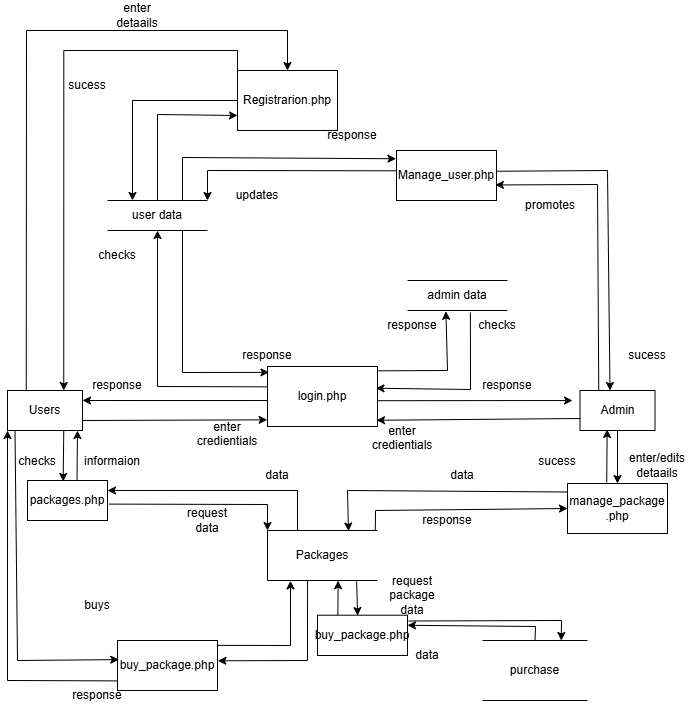 enter
detaails
sucess
Registrarion.php
response
Manage_user.php
updates
promotes
user data
checks
admin data
response
checks
response
sucess
response
login.php
response
Users
Admin
enter
credientials
enter
credientials
checks
informaion
data
data
sucess
enter/edits
detaails
packages.php
manage_package
.php
request
data
response
Packages
request
package
data
buys
buy_package.php
data
buy_package.php
purchase
response